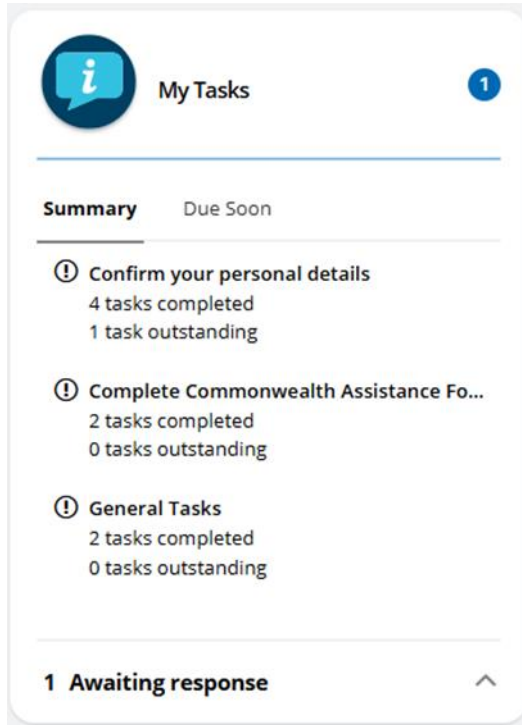 My Tasks
1
Summary Due Soon
Confirm your personal details
4 tasks completed
1 task outstanding
Complete Commonwealth Assistance Fo...
2 tasks completed
0 tasks outstanding
General Tasks
2 tasks completed
0 tasks outstanding
1 Awaiting response